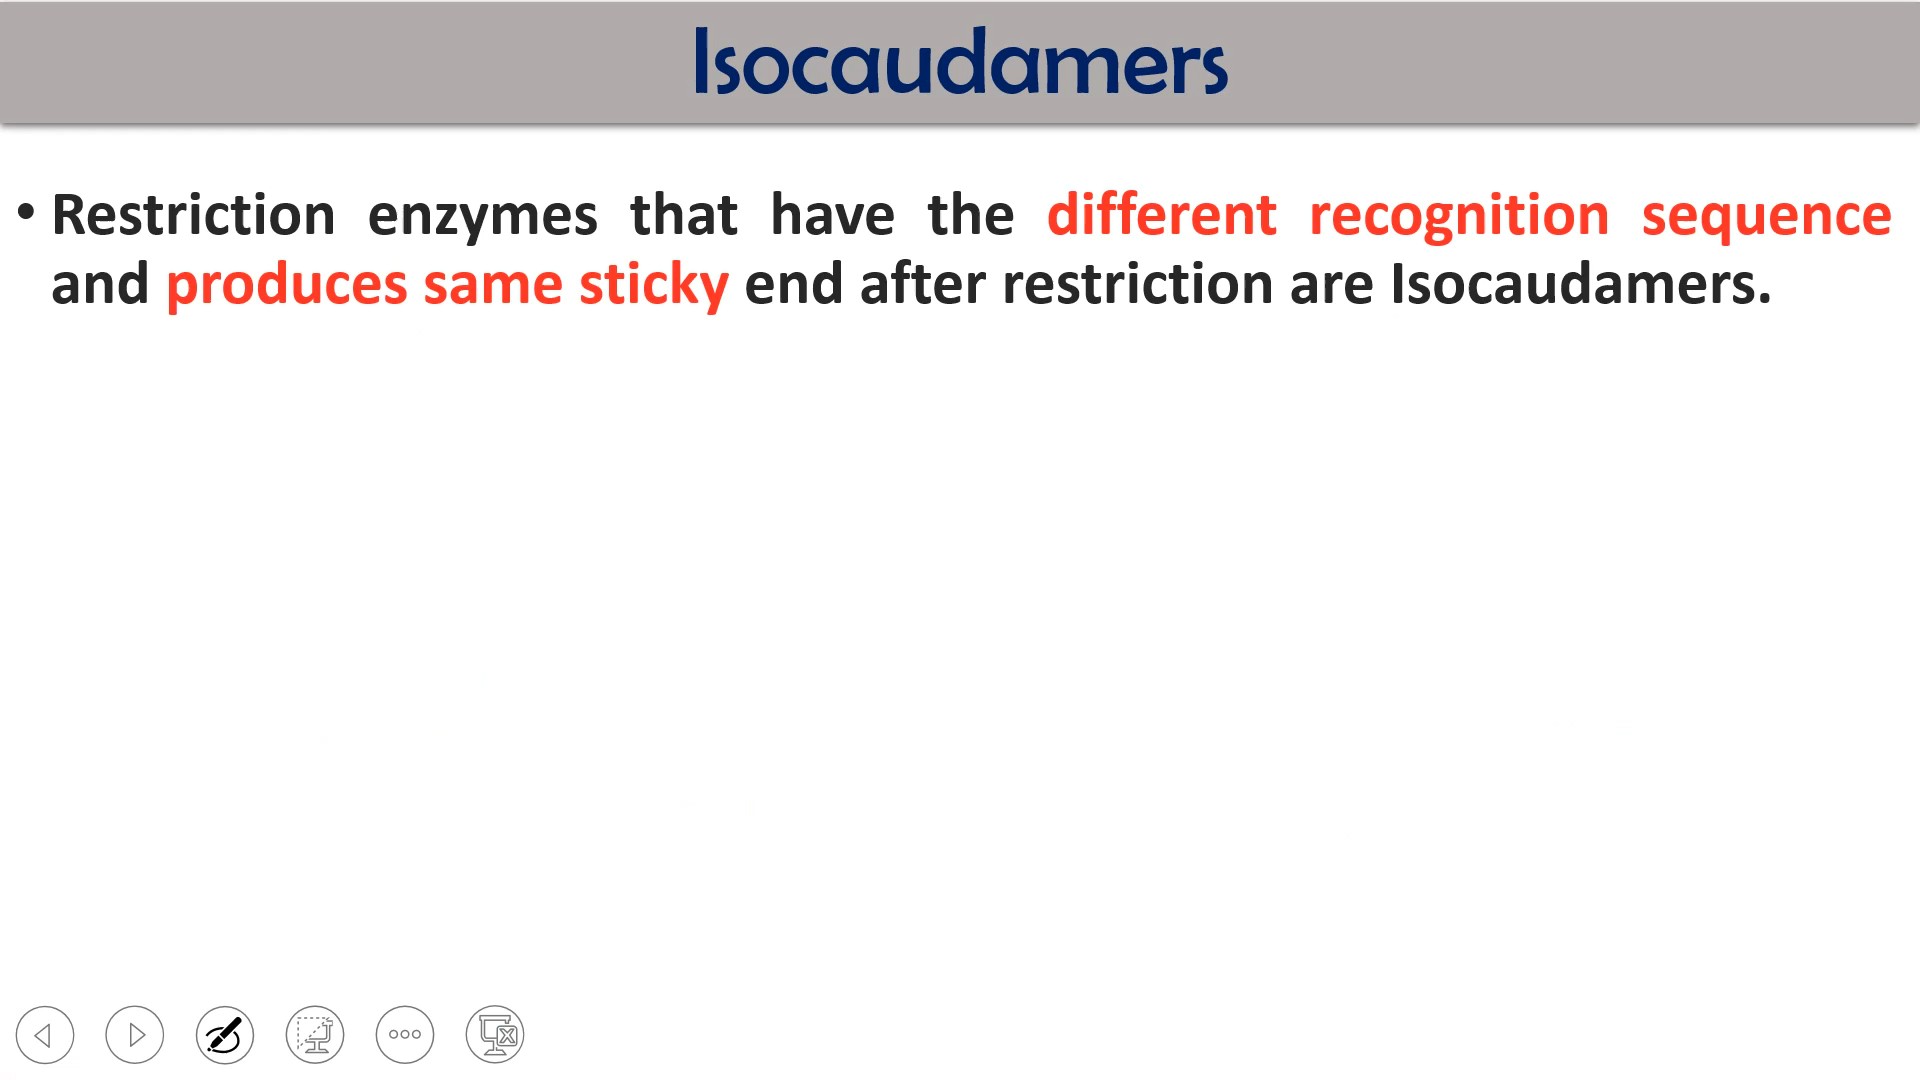 Isocaudamers
• Restriction enzymes that have the different recognition sequence
and produces same sticky end after restriction are Isocaudamers.